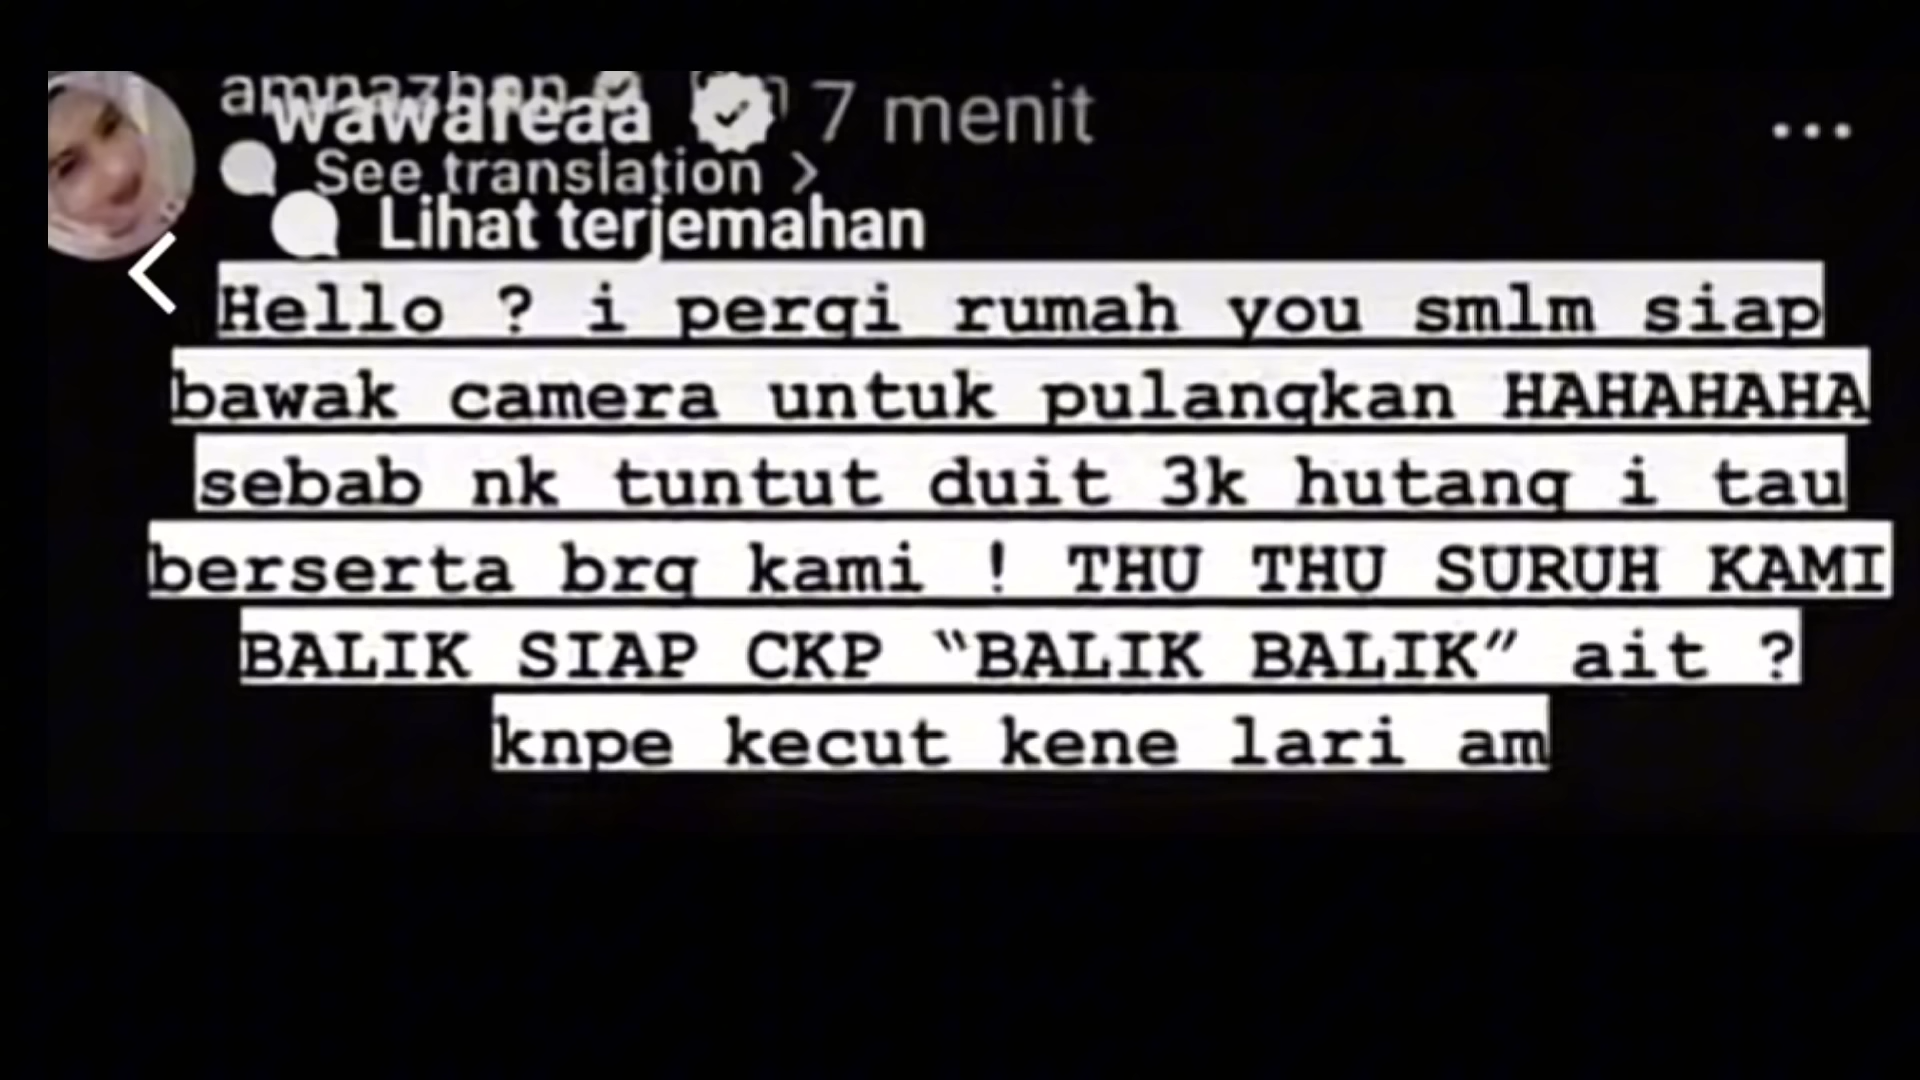 amnazhan
wawafeaa 7 menit
See translation >
Lihat terjemahan
Hello ? i pergi rumah you smlm siap
bawak camera untuk pulangkan HAHAHAHA
sebab nk tuntut duit 3k hutang i tau
berserta brg kami ! THU THU SURUH KAMI
BALIK SIAP CKP “BALIK BALIK” ait ?
knpe kecut kene lari am